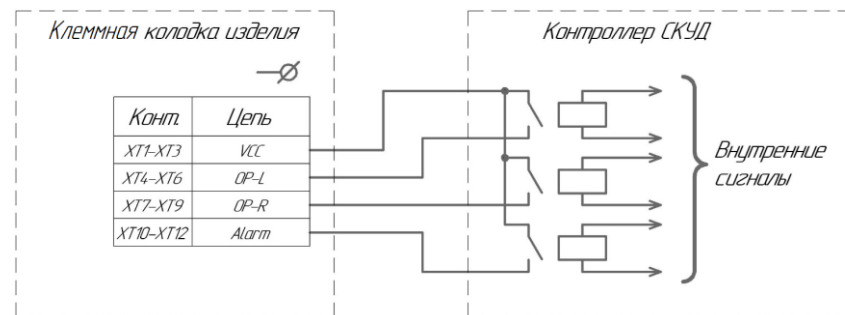 Клеммная колодка изделия
Контроллер СКУД
Конт. Цепь
XT1-XT3 VCC
XT4-XT6 OP-L
XT7-XT9 OP-R
XT10-XT12 Alarm
Внутренние
сигналы